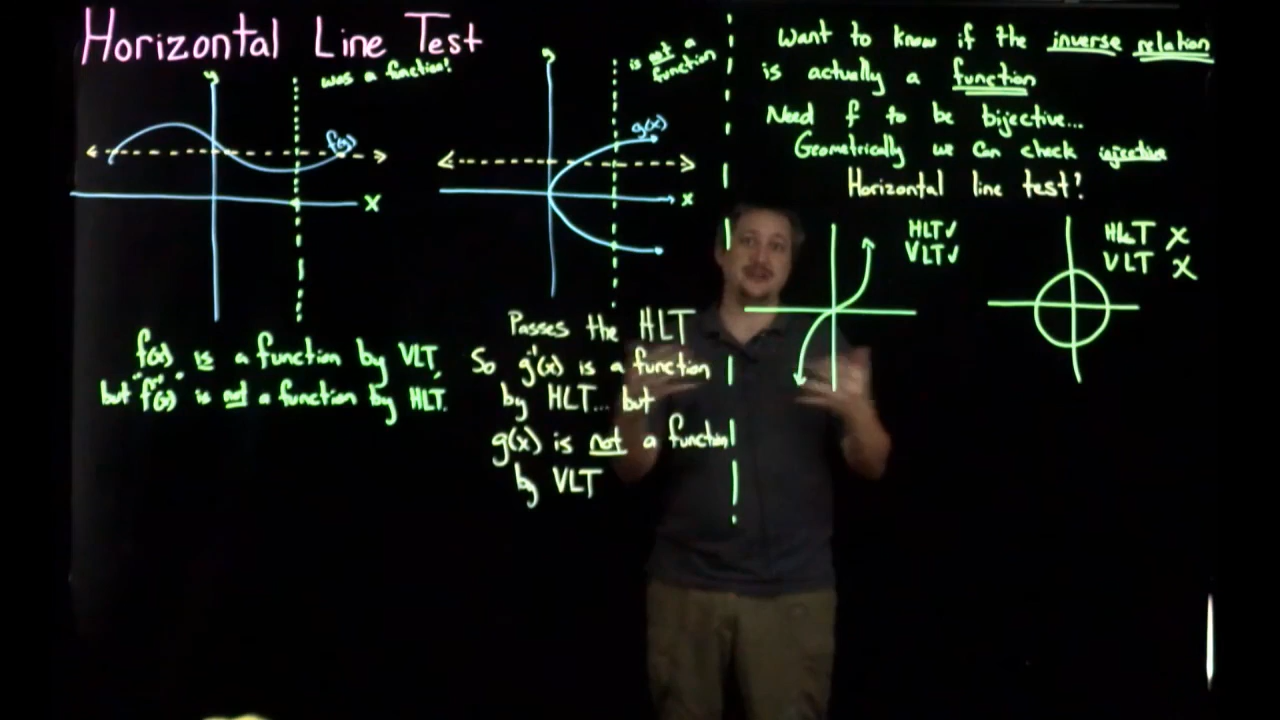 Horizontal Line Test
y
was a function!
f(x)
x
f(x) is a function by VLT,
but "f⁻¹(x)" is not a function by HLT.
y
is not a
function
g(x)
x
Passes the HLT
So g⁻¹(x) is a function
by HLT... but
g(x) is not a function
by VLT
Want to know if the inverse relation
is actually a function
Need f to be bijective...
Geometrically we can check injective
Horizontal line test!
HLT ✓
VLT ✓
HLT X
VLT X